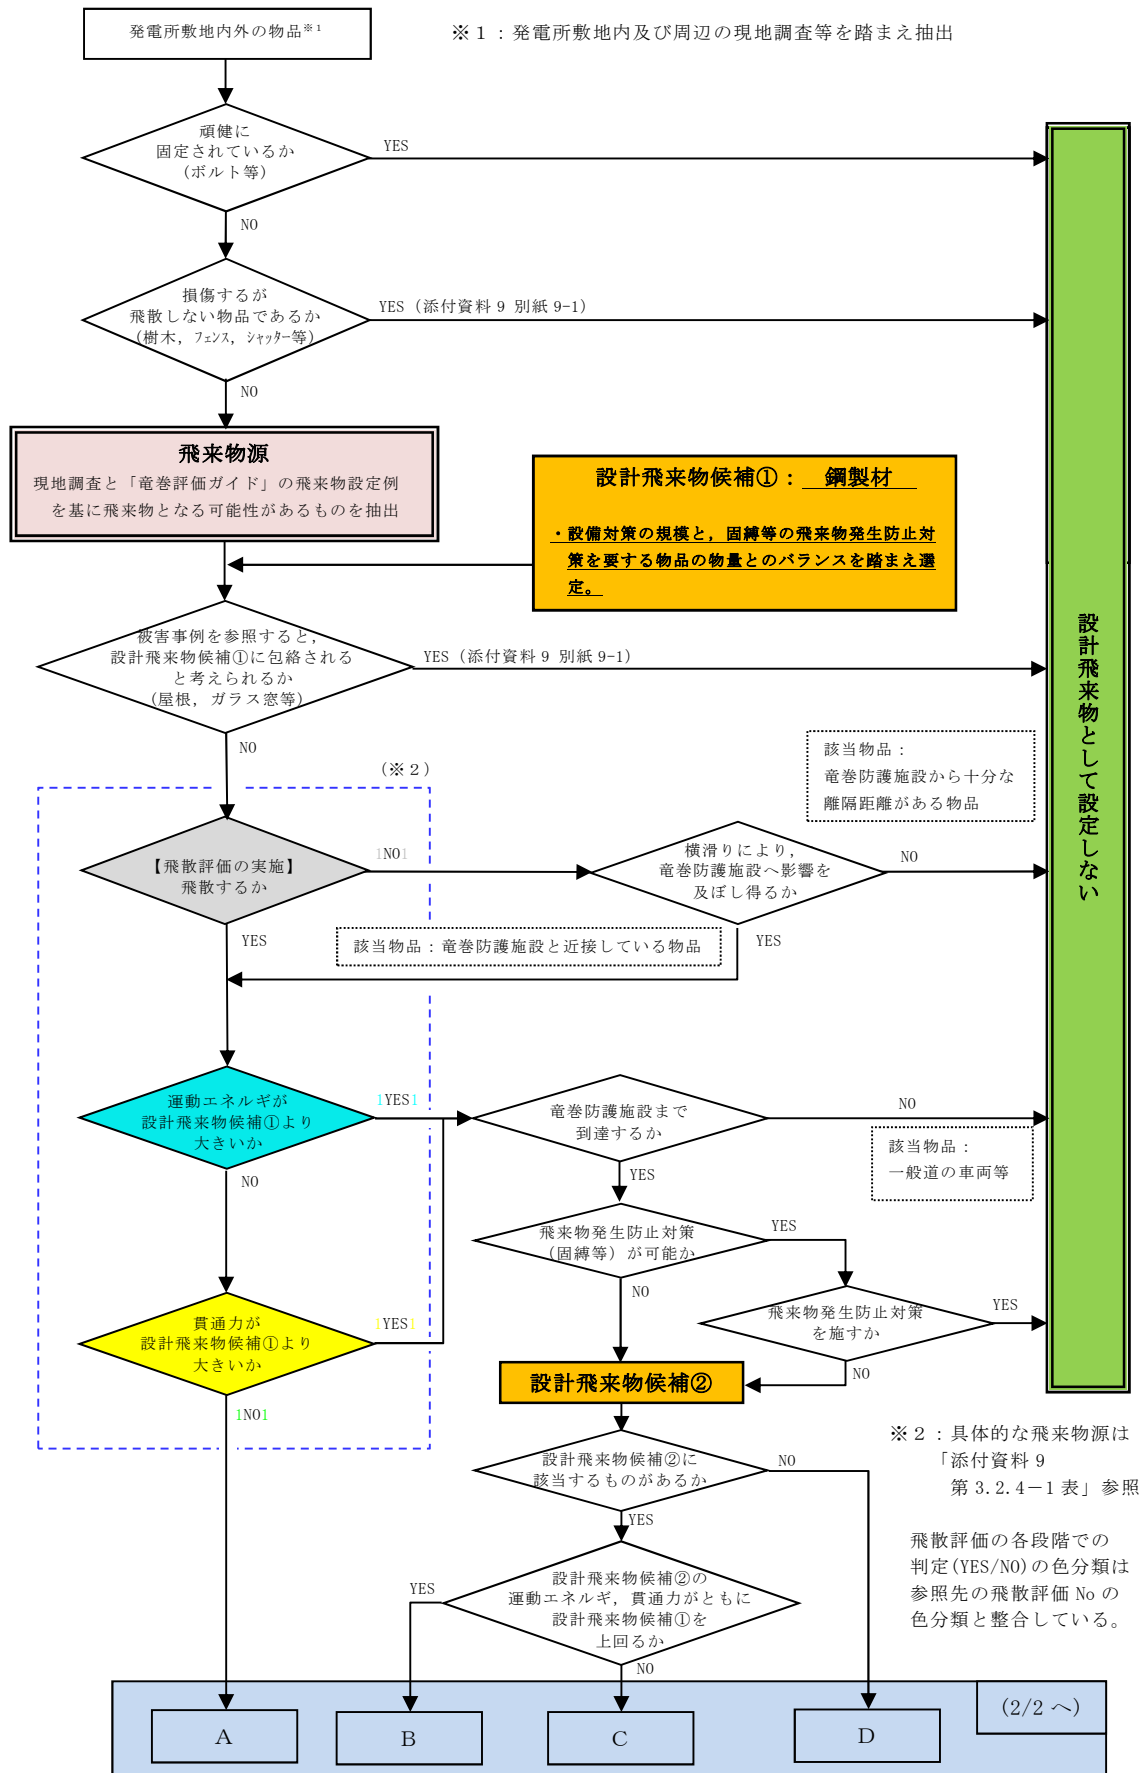 発電所敷地内外の物品※1
※1:発電所敷地内及び周辺の現地調査等を踏まえ抽出
頑健に
固定されているか
(ボルト等)
YES
NO
損傷するが
飛散しない物品であるか
(樹木,フェンス,シャッター等)
YES(添付資料9 別紙9-1)
NO
飛来物源
現地調査と「竜巻評価ガイド」の飛来物設定例
を基に飛来物となる可能性があるものを抽出
設計飛来物候補①: 鋼製材
・設備対策の規模と,固縛等の飛来物発生防止対
策を要する物品の物量とのバランスを踏まえ選
定。
被害事例を参照すると,
設計飛来物候補①に包絡される
と考えられるか
(屋根,ガラス窓等)
YES(添付資料9 別紙9-1)
NO
設計飛来物として設定しない
該当物品:
竜巻防護施設から十分な
離隔距離がある物品
(※2)
【飛散評価の実施】
飛散するか
1NO1
横滑りにより,
竜巻防護施設へ影響を
及ぼし得るか
NO
YES
YES
該当物品:竜巻防護施設と近接している物品
運動エネルギが
設計飛来物候補①より
大きいか
1YES1
NO
竜巻防護施設まで
到達するか
NO
該当物品:
一般道の車両等
YES
飛来物発生防止対策
(固縛等)が可能か
YES
NO
飛来物発生防止対策
を施すか
YES
NO
貫通力が
設計飛来物候補①より
大きいか
1YES1
1NO1
設計飛来物候補②
設計飛来物候補②に
該当するものがあるか
NO
YES
※2:具体的な飛来物源は
「添付資料9
第3.2.4-1表」参照
飛散評価の各段階での
判定(YES/NO)の色分類は
参照先の飛散評価Noの
色分類と整合している。
設計飛来物候補②の
運動エネルギ,貫通力がともに
設計飛来物候補①を
上回るか
YES
NO
(2/2へ)
A
B
C
D